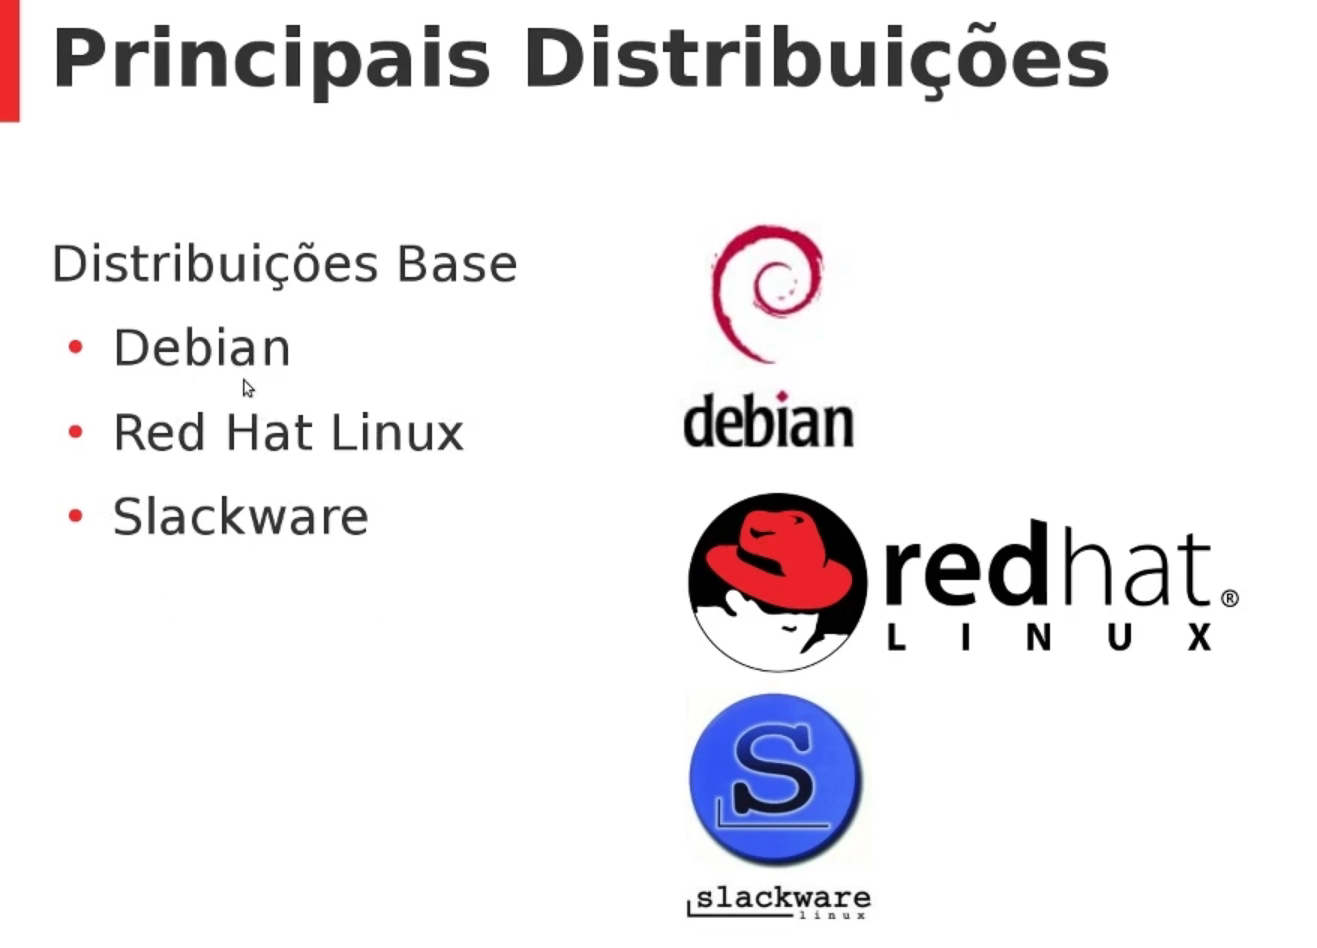 Principais Distribuições
Distribuições Base
• Debian
• Red Hat Linux
• Slackware
debian
redhat®
LINUX
S
slackware
linux